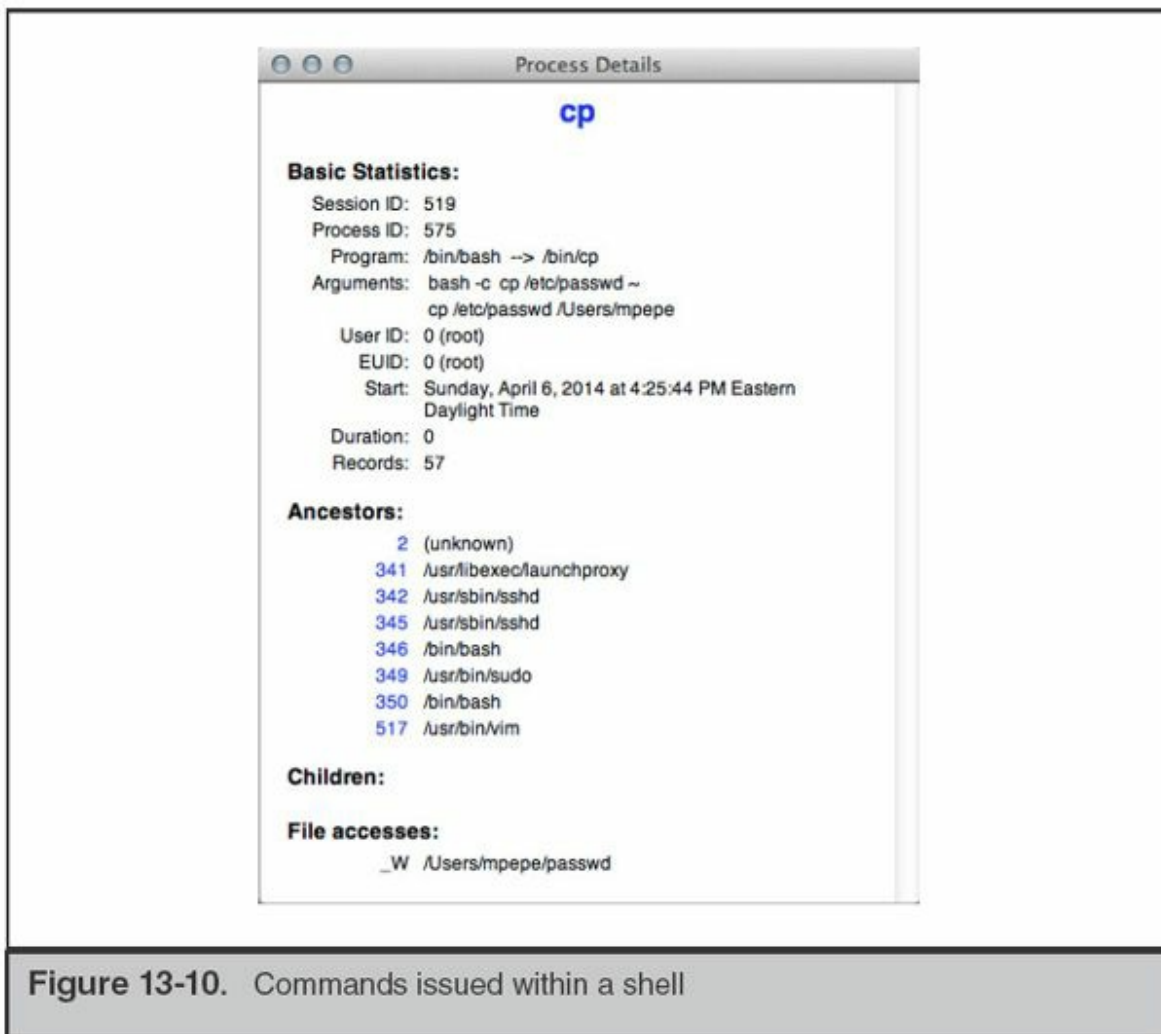 Process Details
cp
Basic Statistics:
Session ID: 519
Process ID: 575
Program: /bin/bash --> /bin/cp
Arguments: bash -c cp /etc/passwd ~
cp /etc/passwd /Users/mpepe
User ID: 0 (root)
EUID: 0 (root)
Start: Sunday, April 6, 2014 at 4:25:44 PM Eastern
Daylight Time
Duration: 0
Records: 57
Ancestors:
2 (unknown)
341 /usr/libexec/launchproxy
342 /usr/sbin/sshd
345 /usr/sbin/sshd
346 /bin/bash
349 /usr/bin/sudo
350 /bin/bash
517 /usr/bin/vim
Children:
File accesses:
_W /Users/mpepe/passwd
Figure 13-10. Commands issued within a shell